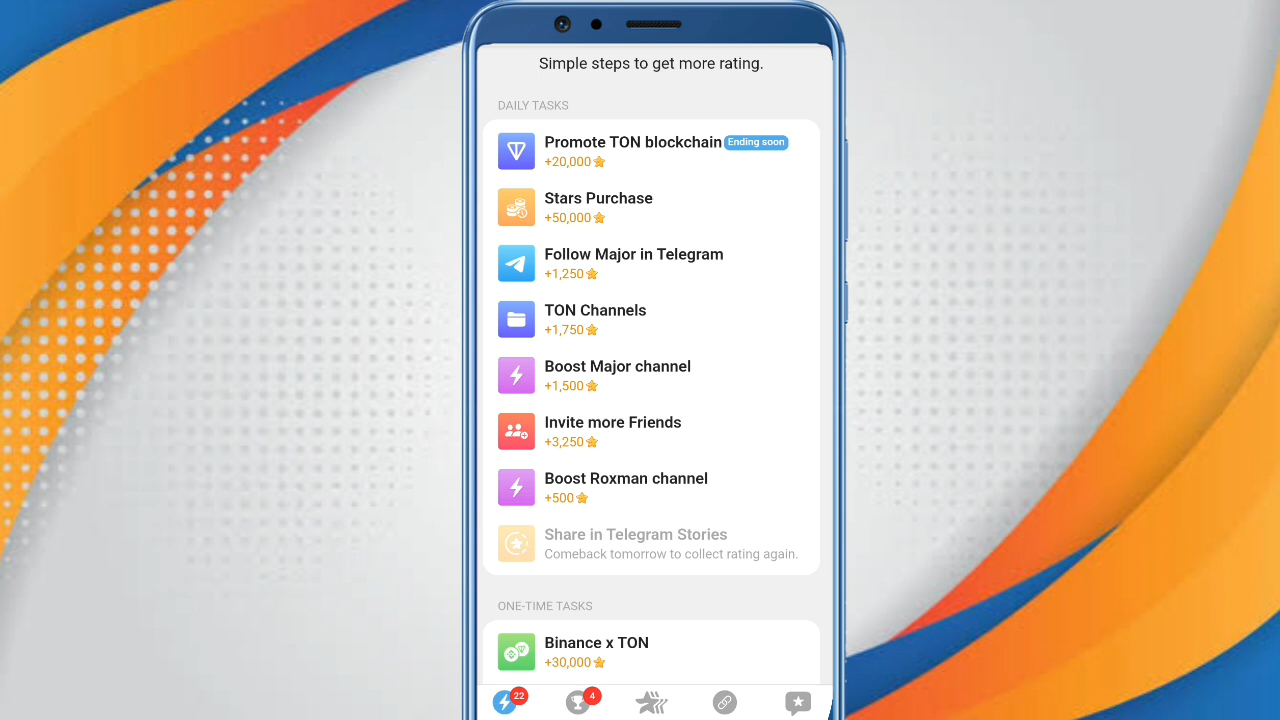 Simple steps to get more rating.
DAILY TASKS
Promote TON blockchain Ending soon
+20,000
Stars Purchase
+50,000
Follow Major in Telegram
+1,250
TON Channels
+1,750
Boost Major channel
+1,500
Invite more Friends
+3,250
Boost Roxman channel
+500
Share in Telegram Stories
Comeback tomorrow to collect rating again.
ONE-TIME TASKS
Binance x TON
+30,000
22 4